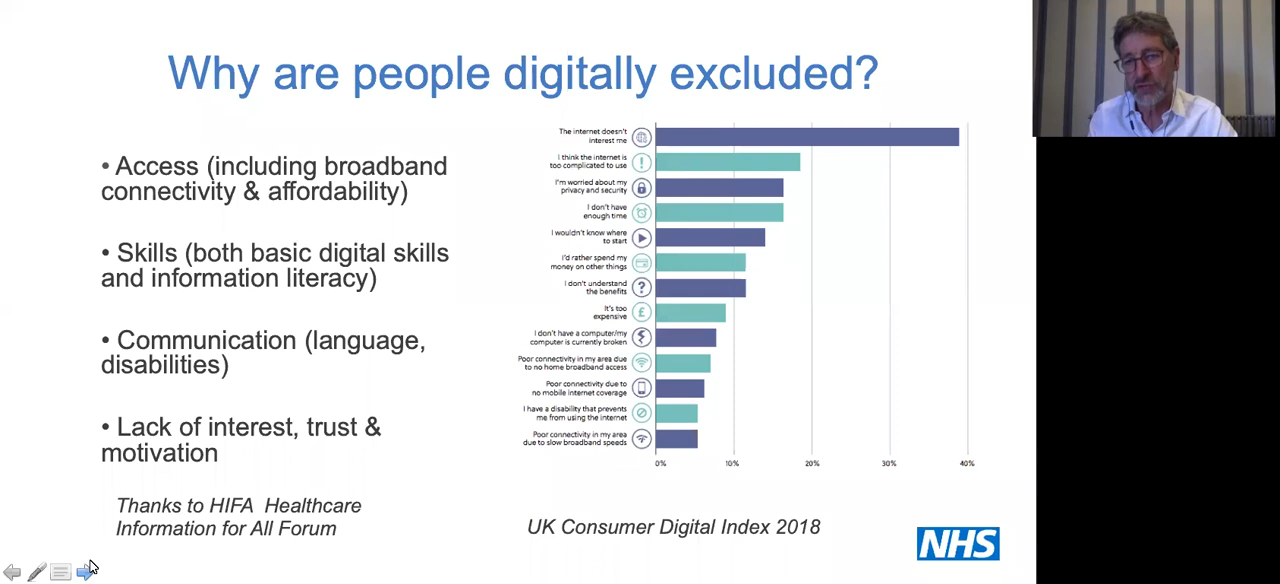 Why are people digitally excluded?
• Access (including broadband
connectivity & affordability)
• Skills (both basic digital skills
and information literacy)
• Communication (language,
disabilities)
• Lack of interest, trust &
motivation
Thanks to HIFA Healthcare
Information for All Forum
The internet doesn't
interest me
I think the internet is
too complicated to use
I'm worried about my
privacy and security
I don't have
enough time
I wouldn't know where
to start
I'd rather spend my
money on other things
I don't understand
the benefits
It's too
expensive
I don't have a computer/my
computer is currently broken
Poor connectivity in my area due
to no home broadband access
Poor connectivity due to
no mobile internet coverage
I have a disability that prevents
me from using the internet
Poor connectivity in my area
due to slow broadband speeds
0% 10% 20% 30% 40%
UK Consumer Digital Index 2018
NHS